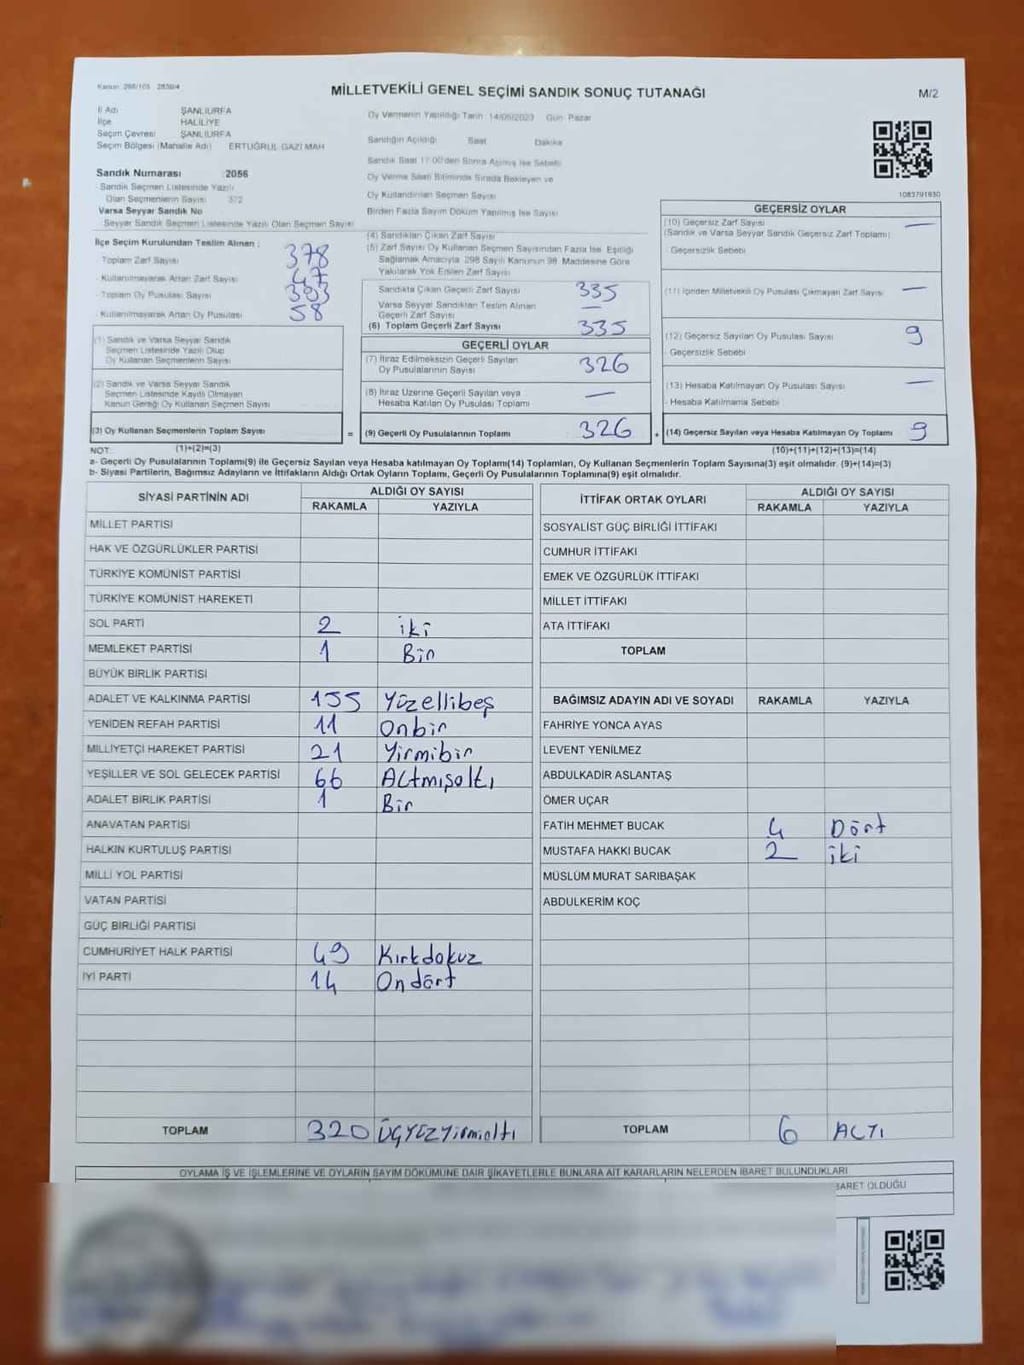 Kanun: 298/105 2839/4
MİLLETVEKİLİ GENEL SEÇİMİ SANDIK SONUÇ TUTANAĞI
M/2
İl Adı ŞANLIURFA
İlçe HALİLİYE
Seçim Çevresi ŞANLIURFA
Seçim Bölgesi (Mahalle Adı) ERTUĞRUL GAZİ MAH
Sandık Numarası 2056
Sandık Seçmen Listesinde Yazılı
Olan Seçmenlerin Sayısı 372
Varsa Seyyar Sandık No
Seyyar Sandık Seçmen Listesinde Yazılı Olan Seçmen Sayısı
Oy Vermenin Yapıldığı Tarih 14/05/2023 Gün Pazar
Sandığın Açıldığı Saat Dakika
Sandık Saat 17:00'den Sonra Açılmış İse Sebebi
Oy Verme Saati Bitiminde Sırada Bekleyen ve
Oy Kullandırılan Seçmen Sayısı
Birden Fazla Sayım Döküm Yapılmış İse Sayısı
1083791930
İlçe Seçim Kurulundan Teslim Alınan ;
- Toplam Zarf Sayısı 378
- Kullanılmayarak Artan Zarf Sayısı 47
- Toplam Oy Pusulası Sayısı
- Kullanılmayarak Artan Oy Pusulası 58
(1) Sandık ve Varsa Seyyar Sandık
Seçmen Listesinde Yazılı Olup
Oy Kullanan Seçmenlerin Sayısı
(2) Sandık ve Varsa Seyyar Sandık
Seçmen Listesinde Kayıtlı Olmayan
Kanun Gereği Oy Kullanan Seçmen Sayısı
(3) Oy Kullanan Seçmenlerin Toplam Sayısı
=
(4) Sandıktan Çıkan Zarf Sayısı
(5) Zarf Sayısı Oy Kullanan Seçmen Sayısından Fazla İse, Eşitliği
Sağlamak Amacıyla 298 Sayılı Kanunun 98. Maddesine Göre
Yakılarak Yok Edilen Zarf Sayısı
Sandıkta Çıkan Geçerli Zarf Sayısı 335
Varsa Seyyar Sandıktan Teslim Alınan
Geçerli Zarf Sayısı —
(6) Toplam Geçerli Zarf Sayısı 335
GEÇERLİ OYLAR
(7) İtiraz Edilmeksizin Geçerli Sayılan
Oy Pusulalarının Sayısı 326
(8) İtiraz Üzerine Geçerli Sayılan veya
Hesaba Katılan Oy Pusulası Toplamı —
(9) Geçerli Oy Pusulalarının Toplamı 326
GEÇERSİZ OYLAR
(10) Geçersiz Zarf Sayısı —
(Sandık ve Varsa Seyyar Sandık Geçersiz Zarf Toplamı)
- Geçersizlik Sebebi
(11) İçinden Milletvekili Oy Pusulası Çıkmayan Zarf Sayısı —
(12) Geçersiz Sayılan Oy Pusulası Sayısı 9
- Geçersizlik Sebebi
(13) Hesaba Katılmayan Oy Pusulası Sayısı —
- Hesaba Katılmama Sebebi
(14) Geçersiz Sayılan veya Hesaba Katılmayan Oy Toplamı 9
NOT: (1)+(2)=(3)
(10)+(11)+(12)+(13)=(14)
a- Geçerli Oy Pusulalarının Toplamı(9) ile Geçersiz Sayılan veya Hesaba katılmayan Oy Toplamı(14) Toplamları, Oy Kullanan Seçmenlerin Toplam Sayısına(3) eşit olmalıdır. (9)+(14)=(3)
b- Siyasi Partilerin, Bağımsız Adayların ve İttifakların Aldığı Ortak Oyların Toplamı, Geçerli Oy Pusulalarının Toplamına(9) eşit olmalıdır.
SİYASİ PARTİNİN ADI ALDIĞI OY SAYISI
RAKAMLA YAZIYLA
MİLLET PARTİSİ
HAK VE ÖZGÜRLÜKLER PARTİSİ
TÜRKİYE KOMÜNİST PARTİSİ
TÜRKİYE KOMÜNİST HAREKETİ
SOL PARTİ 2 iki
MEMLEKET PARTİSİ 1 Bir
BÜYÜK BİRLİK PARTİSİ
ADALET VE KALKINMA PARTİSİ 155 Yüzellibeş
YENİDEN REFAH PARTİSİ 11 Onbir
MİLLİYETÇİ HAREKET PARTİSİ 21 Yirmibir
YEŞİLLER VE SOL GELECEK PARTİSİ 66 ALtmışaltı
ADALET BİRLİK PARTİSİ 1 Bir
ANAVATAN PARTİSİ
HALKIN KURTULUŞ PARTİSİ
MİLLİ YOL PARTİSİ
VATAN PARTİSİ
GÜÇ BİRLİĞİ PARTİSİ
CUMHURİYET HALK PARTİSİ 49 Kırkdokuz
İYİ PARTİ 14 Ondört
TOPLAM 320 ÜÇYÜZYirmialtı
İTTİFAK ORTAK OYLARI ALDIĞI OY SAYISI
RAKAMLA YAZIYLA
SOSYALİST GÜÇ BİRLİĞİ İTTİFAKI
CUMHUR İTTİFAKI
EMEK VE ÖZGÜRLÜK İTTİFAKI
MİLLET İTTİFAKI
ATA İTTİFAKI
TOPLAM
BAĞIMSIZ ADAYIN ADI VE SOYADI RAKAMLA YAZIYLA
FAHRİYE YONCA AYAS
LEVENT YENİLMEZ
ABDULKADİR ASLANTAŞ
ÖMER UÇAR
FATİH MEHMET BUCAK 4 Dört
MUSTAFA HAKKI BUCAK 2 iki
MÜSLÜM MURAT SARIBAŞAK
ABDULKERİM KOÇ
TOPLAM 6 ALTI
OYLAMA İŞ VE İŞLEMLERİNE VE OYLARIN SAYIM DÖKÜMÜNE DAİR ŞİKAYETLERLE BUNLARA AİT KARARLARIN NELERDEN İBARET BULUNDUKLARI
BARET OLDUĞU